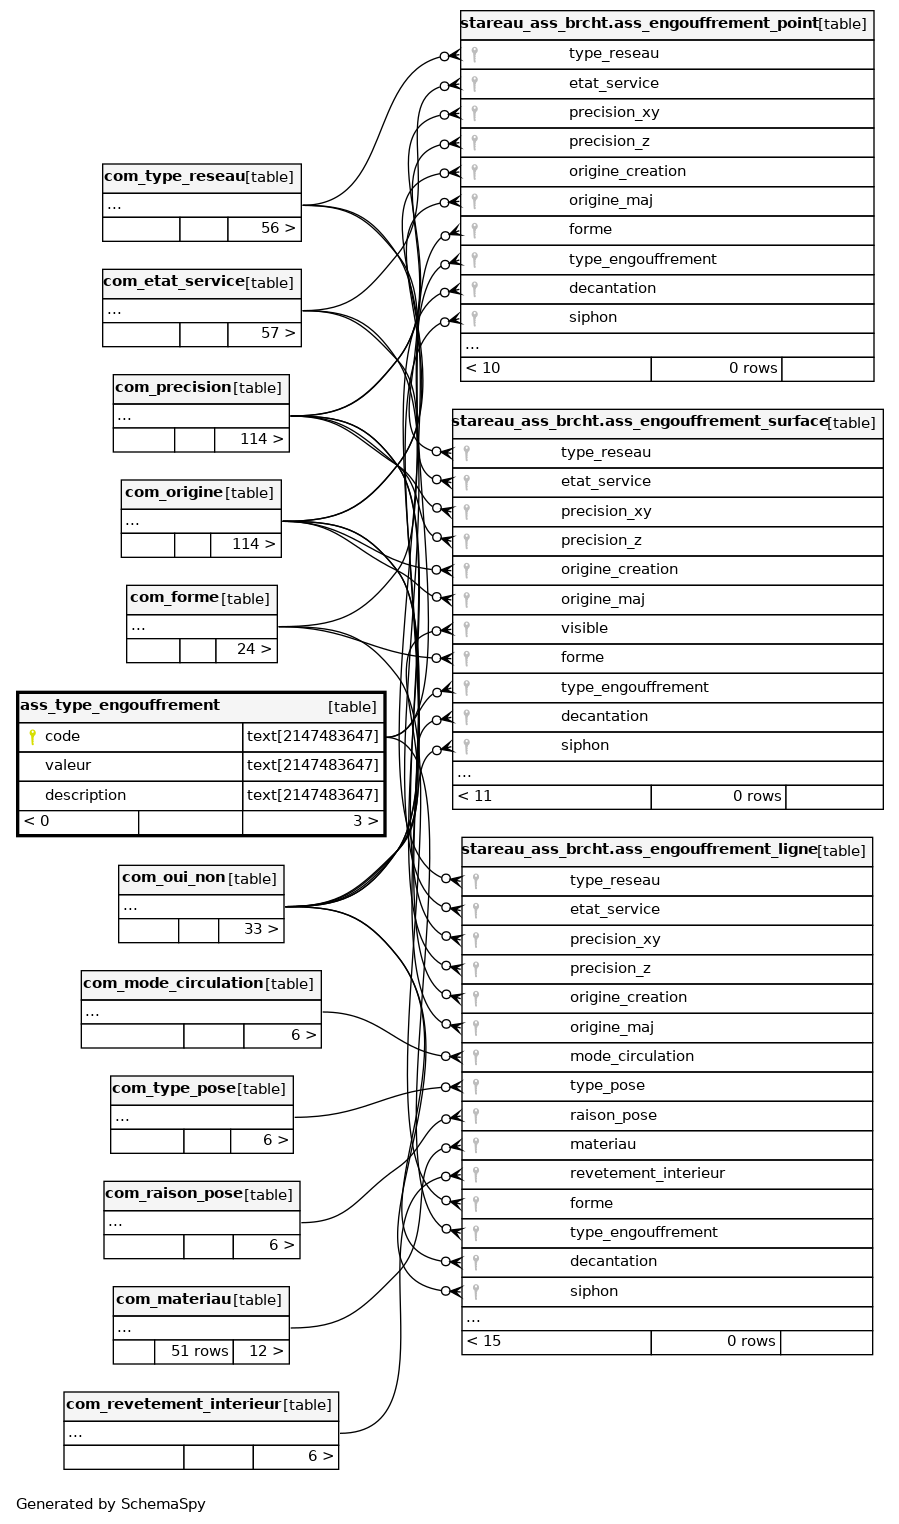 stareau_ass_brcht.ass_engouffrement_point [table]
type_reseau
etat_service
precision_xy
precision_z
origine_creation
origine_maj
forme
type_engouffrement
decantation
siphon
...
< 10 0 rows
com_type_reseau [table]
...
56 >
com_etat_service [table]
...
57 >
com_precision [table]
...
114 >
com_origine [table]
...
114 >
com_forme [table]
...
24 >
stareau_ass_brcht.ass_engouffrement_surface [table]
type_reseau
etat_service
precision_xy
precision_z
origine_creation
origine_maj
visible
forme
type_engouffrement
decantation
siphon
...
< 11 0 rows
ass_type_engouffrement [table]
code text[2147483647]
valeur text[2147483647]
description text[2147483647]
< 0 3 >
com_oui_non [table]
...
33 >
com_mode_circulation [table]
...
6 >
com_type_pose [table]
...
6 >
com_raison_pose [table]
...
6 >
com_materiau [table]
...
51 rows 12 >
com_revetement_interieur [table]
...
6 >
stareau_ass_brcht.ass_engouffrement_ligne [table]
type_reseau
etat_service
precision_xy
precision_z
origine_creation
origine_maj
mode_circulation
type_pose
raison_pose
materiau
revetement_interieur
forme
type_engouffrement
decantation
siphon
...
< 15 0 rows
Generated by SchemaSpy